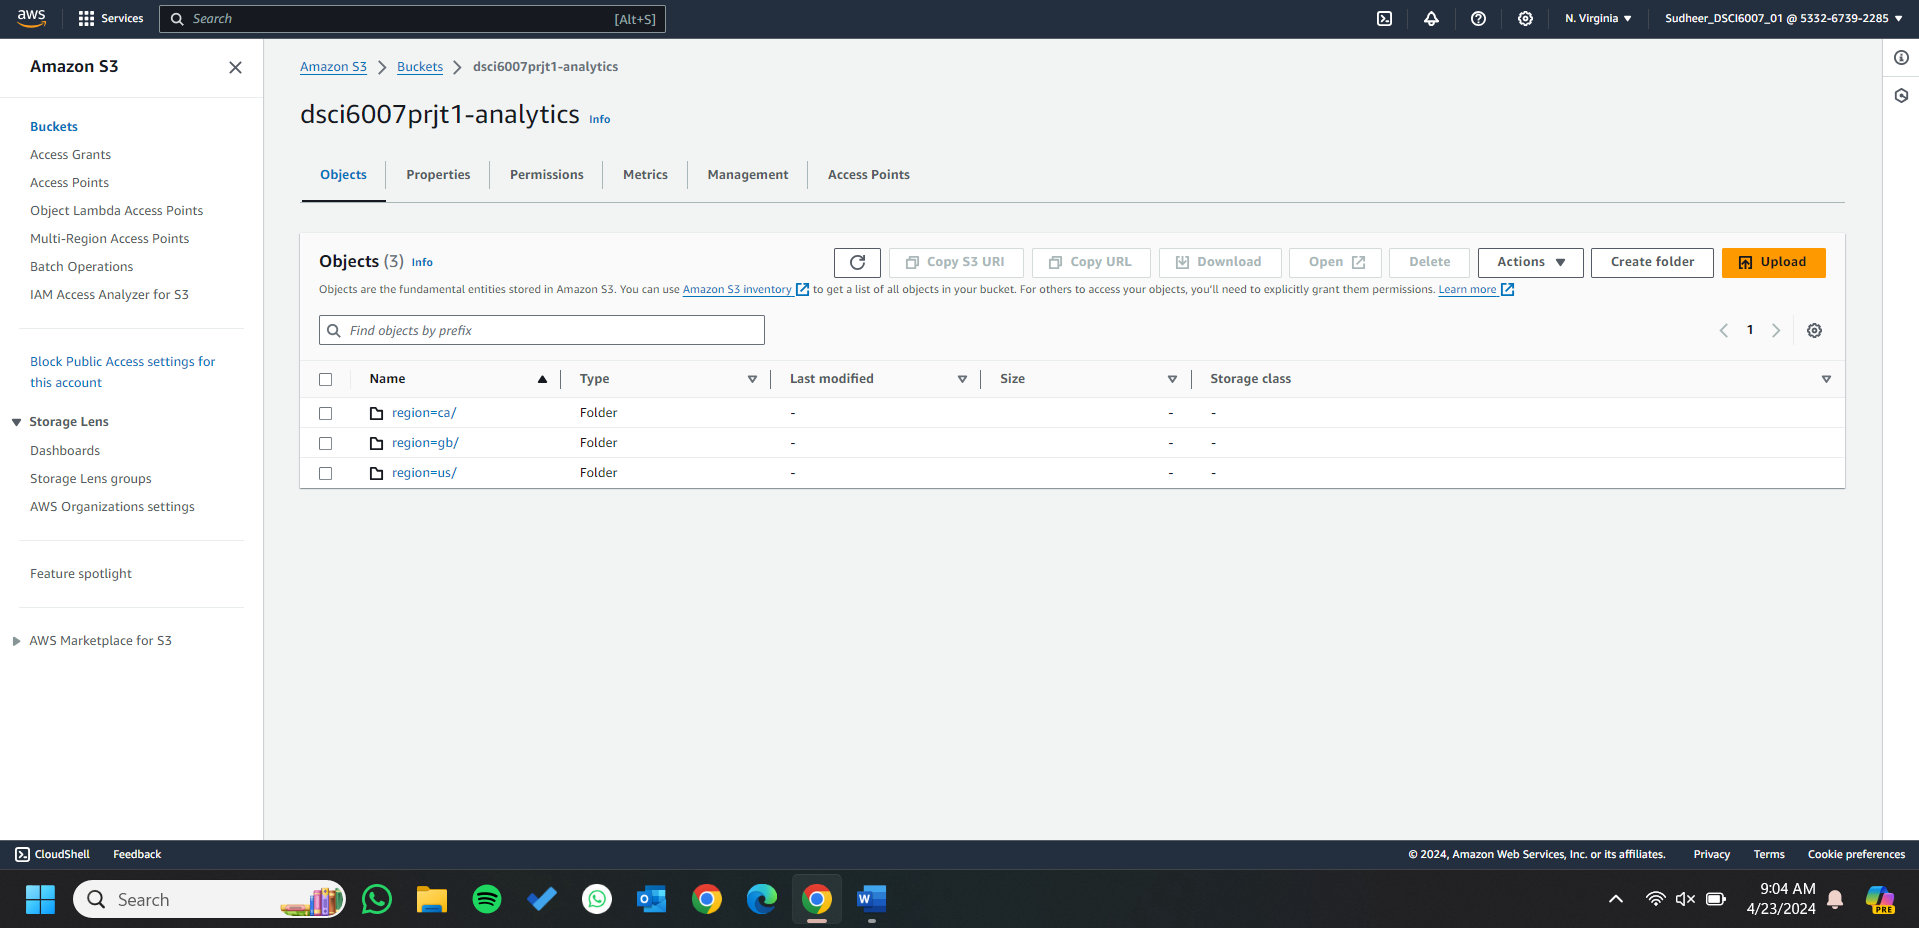 aws
Services
Search [Alt+S]
N. Virginia
Sudheer_DSCI6007_01 @ 5332-6739-2285
Amazon S3
Buckets
Access Grants
Access Points
Object Lambda Access Points
Multi-Region Access Points
Batch Operations
IAM Access Analyzer for S3
Block Public Access settings for
this account
Storage Lens
Dashboards
Storage Lens groups
AWS Organizations settings
Feature spotlight
AWS Marketplace for S3
Amazon S3 Buckets dsci6007prjt1-analytics
dsci6007prjt1-analytics Info
Objects Properties Permissions Metrics Management Access Points
Objects (3) Info
Copy S3 URI Copy URL Download Open Delete Actions Create folder Upload
Objects are the fundamental entities stored in Amazon S3. You can use Amazon S3 inventory to get a list of all objects in your bucket. For others to access your objects, you'll need to explicitly grant them permissions. Learn more
Find objects by prefix
1
Name Type Last modified Size Storage class
region=ca/ Folder - - -
region=gb/ Folder - - -
region=us/ Folder - - -
CloudShell Feedback © 2024, Amazon Web Services, Inc. or its affiliates. Privacy Terms Cookie preferences
Search
9:04 AM
4/23/2024
PRE